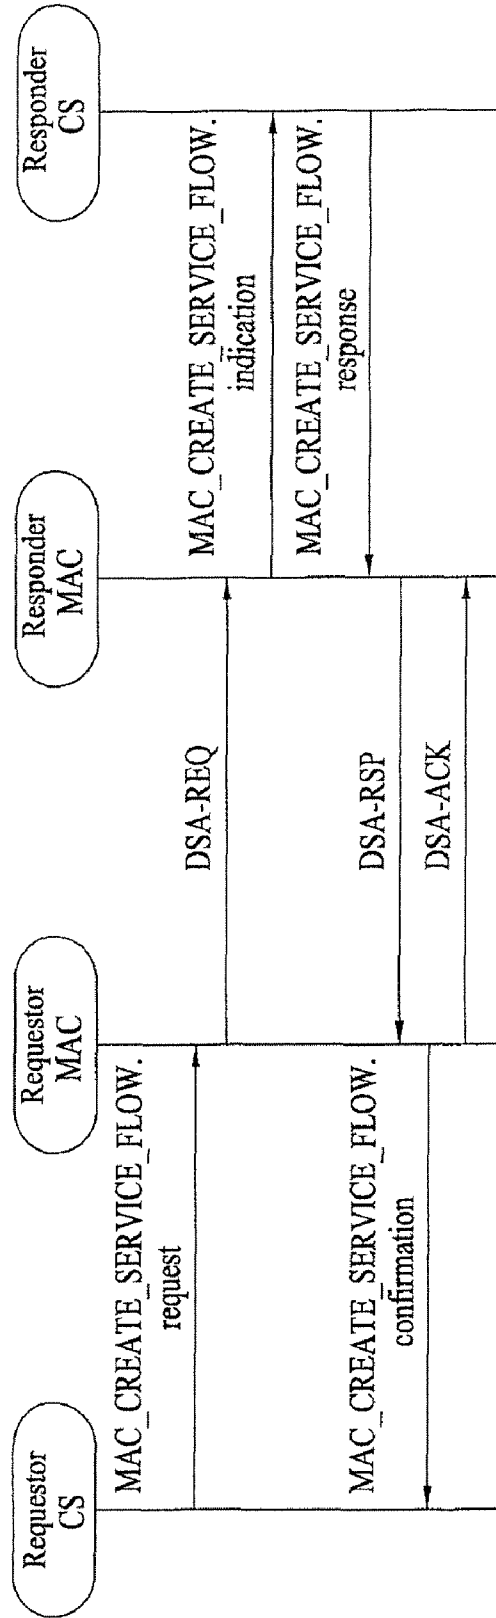 Requestor
CS
Requestor
MAC
Responder
MAC
Responder
CS
MAC_CREATE_SERVICE_FLOW.
request
DSA-REQ
MAC_CREATE_SERVICE_FLOW.
indication
MAC_CREATE_SERVICE_FLOW.
response
DSA-RSP
MAC_CREATE_SERVICE_FLOW.
confirmation
DSA-ACK